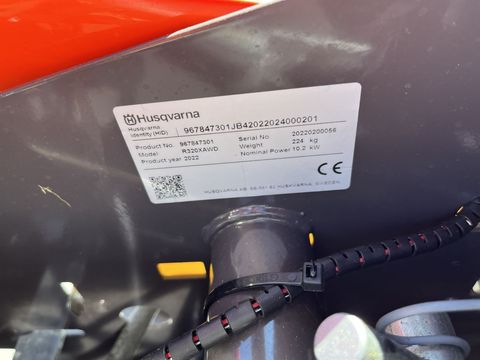 Husqvarna
Husqvarna Identity (HID) 967847301JB42022024000201
Product No. 967847301 Serial No 20220200056
Model R320XAWD Weight 224 kg
Product year 2022 Nominal Power 10.2 kW
CE
HUSQVARNA AB SE-561 82 HUSKVARNA SWEDEN